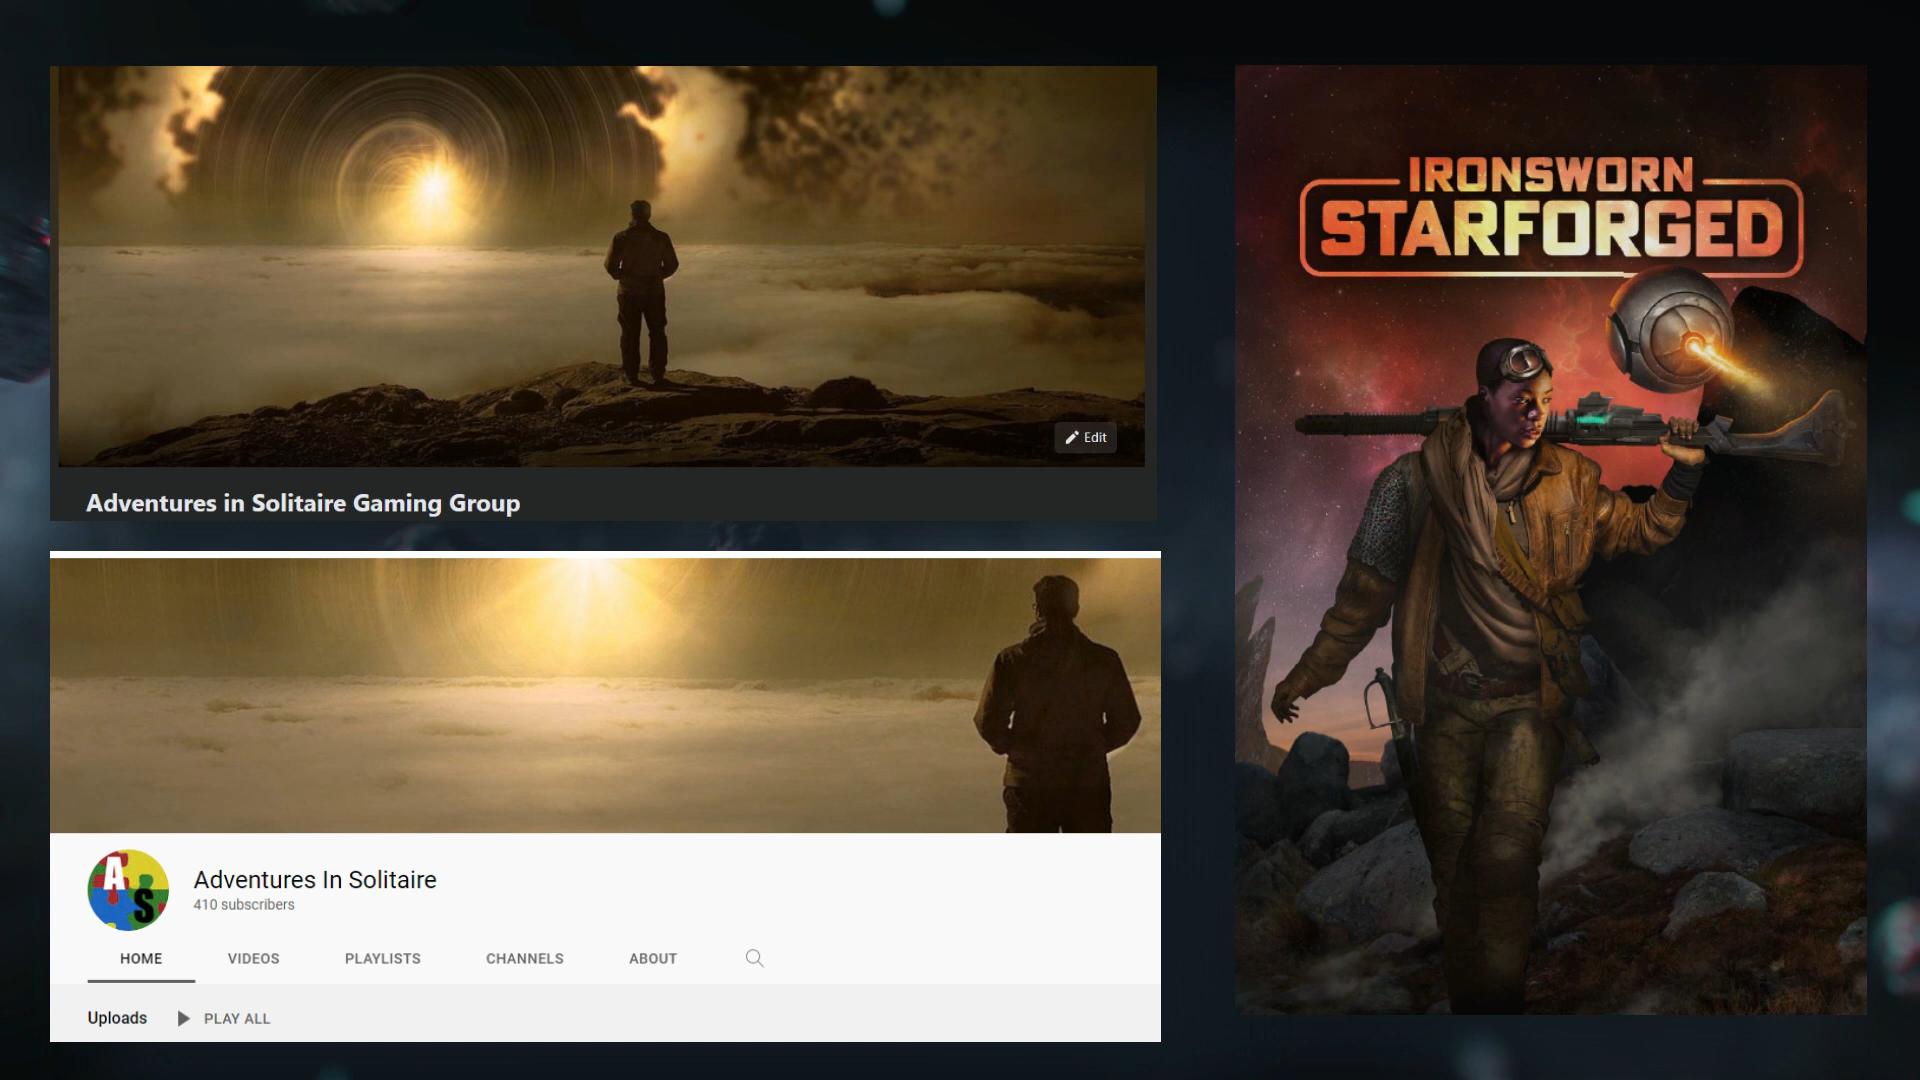 Edit
Adventures in Solitaire Gaming Group
A
S
Adventures In Solitaire
410 subscribers
HOME VIDEOS PLAYLISTS CHANNELS ABOUT
Uploads PLAY ALL
IRONSWORN
STARFORGED